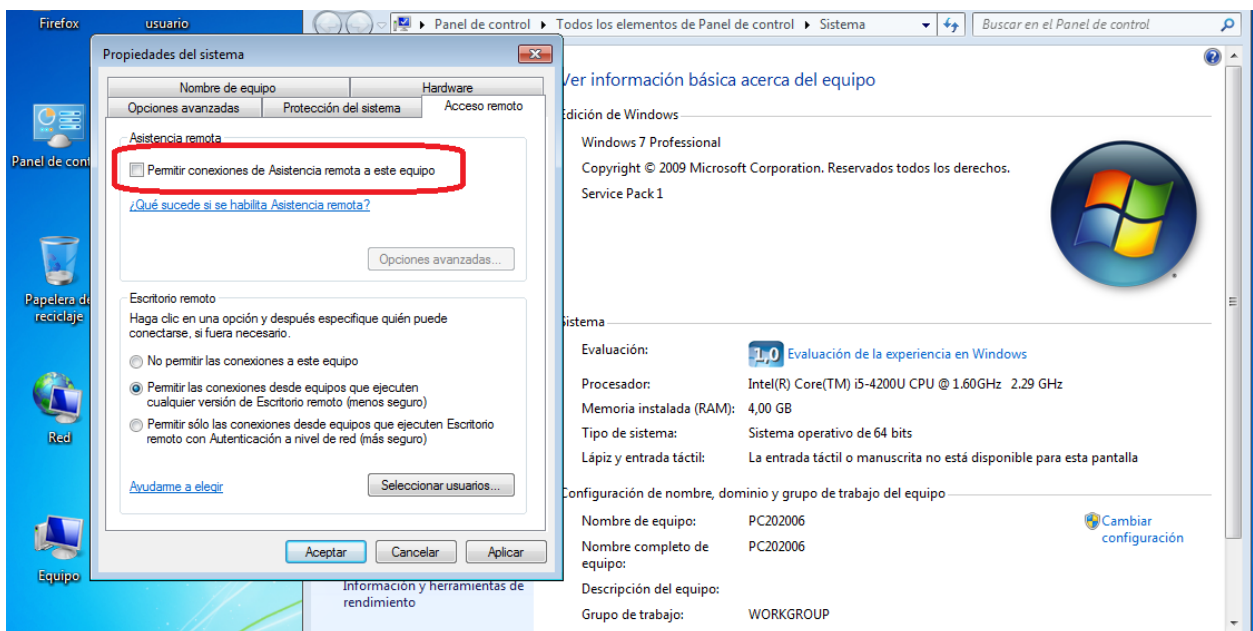 Firefox
usuario
Panel de control
Todos los elementos de Panel de control
Sistema
Buscar en el Panel de control
Propiedades del sistema
Nombre de equipo
Hardware
Opciones avanzadas
Protección del sistema
Acceso remoto
Asistencia remota
Permitir conexiones de Asistencia remota a este equipo
¿Qué sucede si se habilita Asistencia remota?
Opciones avanzadas...
Escritorio remoto
Haga clic en una opción y después especifique quién puede
conectarse, si fuera necesario.
No permitir las conexiones a este equipo
Permitir las conexiones desde equipos que ejecuten
cualquier versión de Escritorio remoto (menos seguro)
Permitir sólo las conexiones desde equipos que ejecuten Escritorio
remoto con Autenticación a nivel de red (más seguro)
Ayudarme a elegir
Seleccionar usuarios...
Aceptar
Cancelar
Aplicar
Panel de cont
Papelera de
reciclaje
Red
Equipo
Ver información básica acerca del equipo
Edición de Windows
Windows 7 Professional
Copyright © 2009 Microsoft Corporation. Reservados todos los derechos.
Service Pack 1
Sistema
Evaluación:
1,0 Evaluación de la experiencia en Windows
Procesador:
Intel(R) Core(TM) i5-4200U CPU @ 1.60GHz 2.29 GHz
Memoria instalada (RAM):
4,00 GB
Tipo de sistema:
Sistema operativo de 64 bits
Lápiz y entrada táctil:
La entrada táctil o manuscrita no está disponible para esta pantalla
Configuración de nombre, dominio y grupo de trabajo del equipo
Nombre de equipo:
PC202006
Cambiar
configuración
Nombre completo de
equipo:
PC202006
Descripción del equipo:
Grupo de trabajo:
WORKGROUP
Información y herramientas de
rendimiento